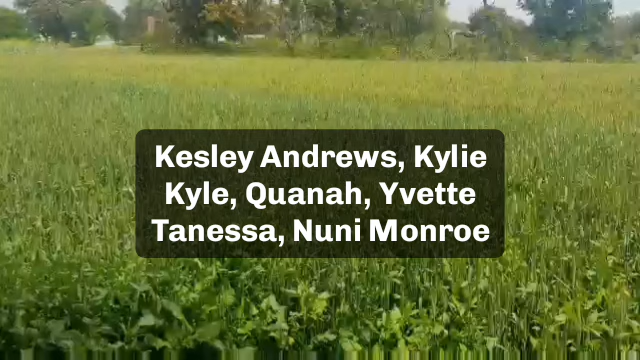 Kesley Andrews, Kylie
Kyle, Quanah, Yvette
Tanessa, Nuni Monroe